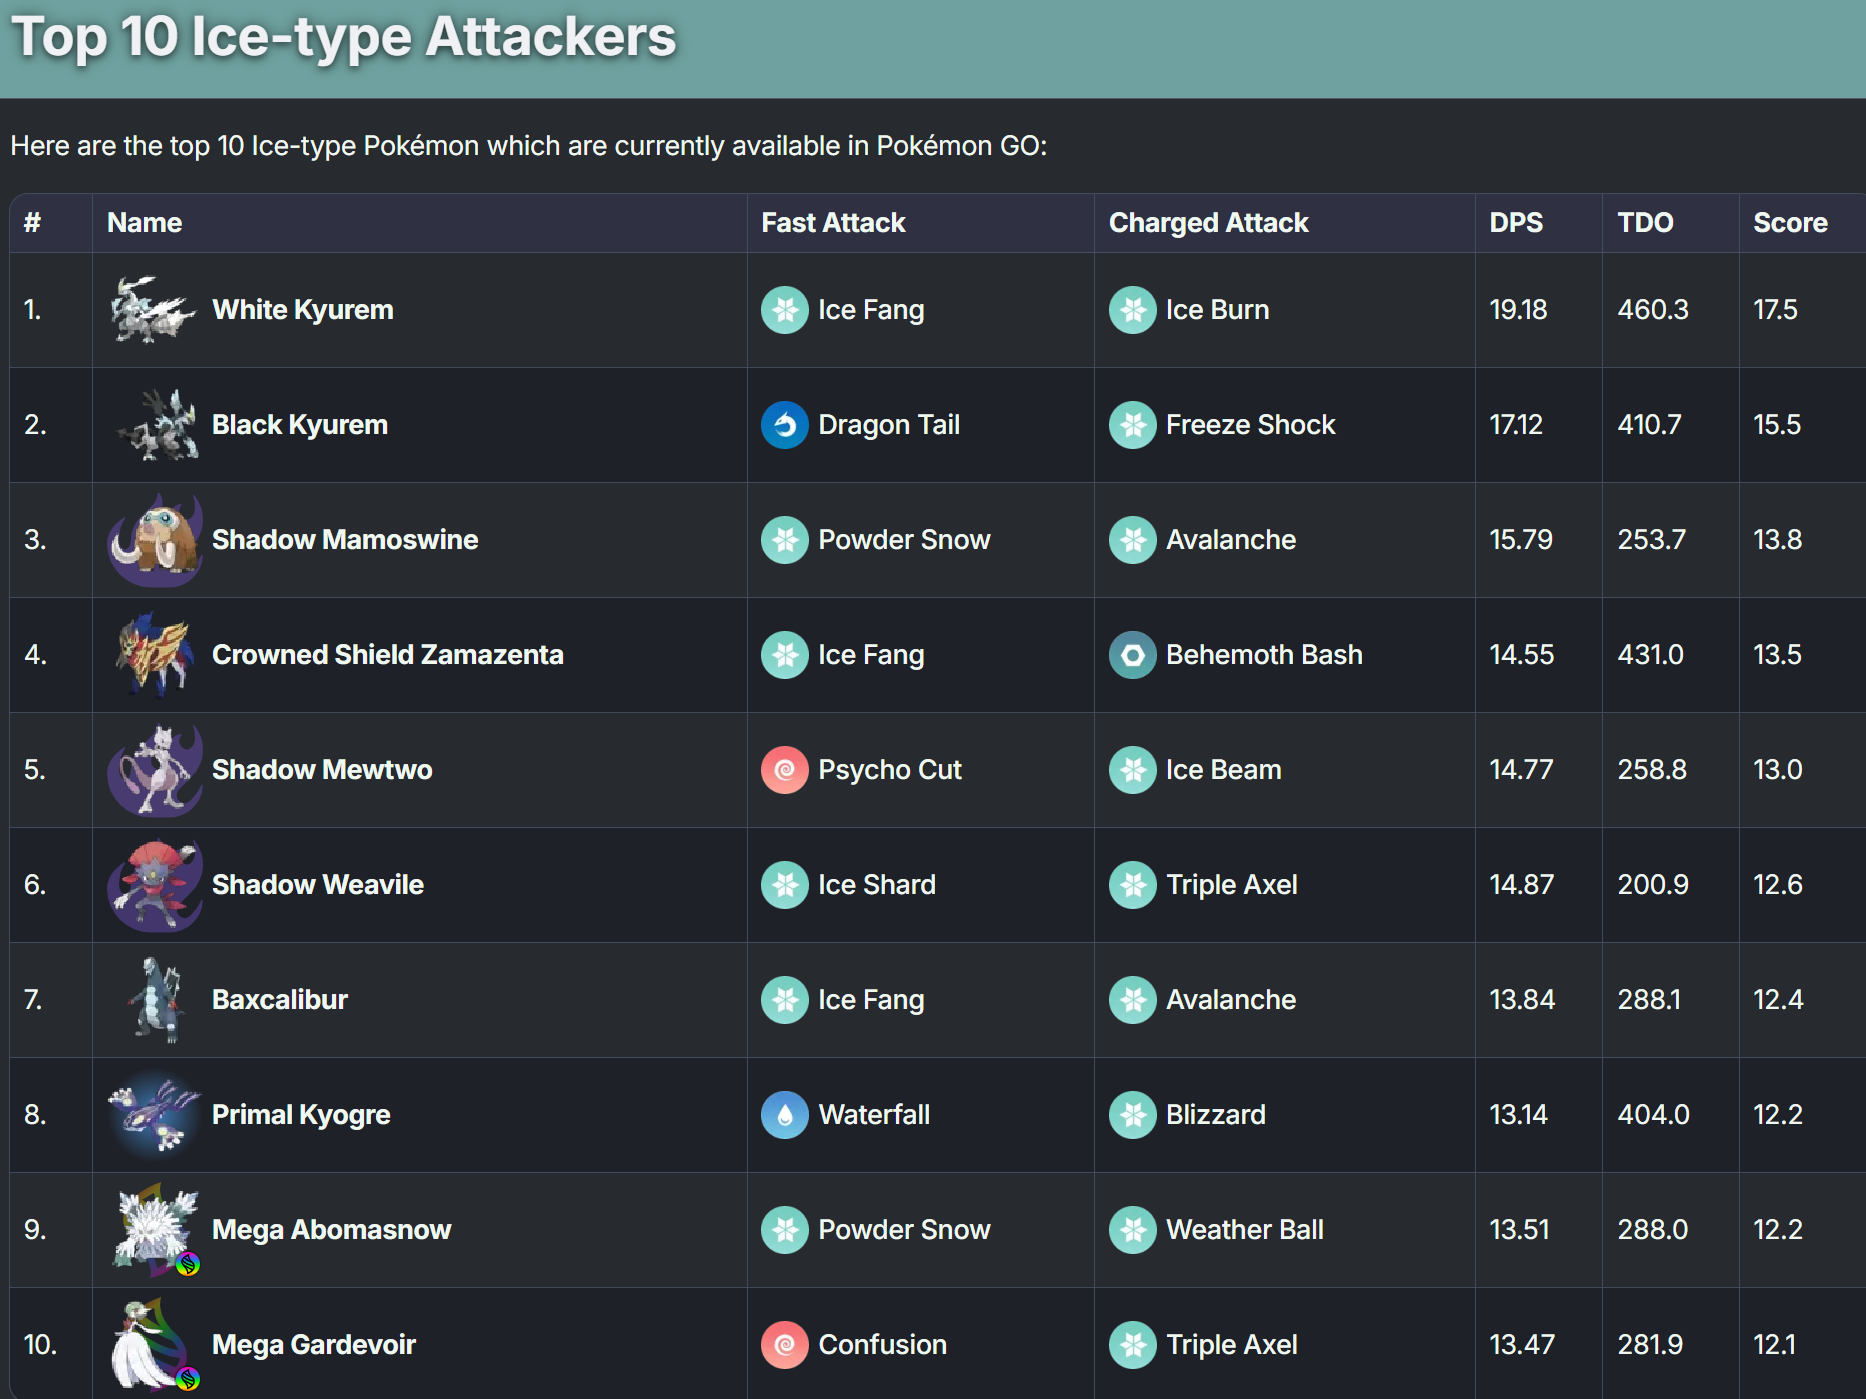 Top 10 Ice-type Attackers
Here are the top 10 Ice-type Pokémon which are currently available in Pokémon GO:
# Name Fast Attack Charged Attack DPS TDO Score
1. White Kyurem Ice Fang Ice Burn 19.18 460.3 17.5
2. Black Kyurem Dragon Tail Freeze Shock 17.12 410.7 15.5
3. Shadow Mamoswine Powder Snow Avalanche 15.79 253.7 13.8
4. Crowned Shield Zamazenta Ice Fang Behemoth Bash 14.55 431.0 13.5
5. Shadow Mewtwo Psycho Cut Ice Beam 14.77 258.8 13.0
6. Shadow Weavile Ice Shard Triple Axel 14.87 200.9 12.6
7. Baxcalibur Ice Fang Avalanche 13.84 288.1 12.4
8. Primal Kyogre Waterfall Blizzard 13.14 404.0 12.2
9. Mega Abomasnow Powder Snow Weather Ball 13.51 288.0 12.2
10. Mega Gardevoir Confusion Triple Axel 13.47 281.9 12.1